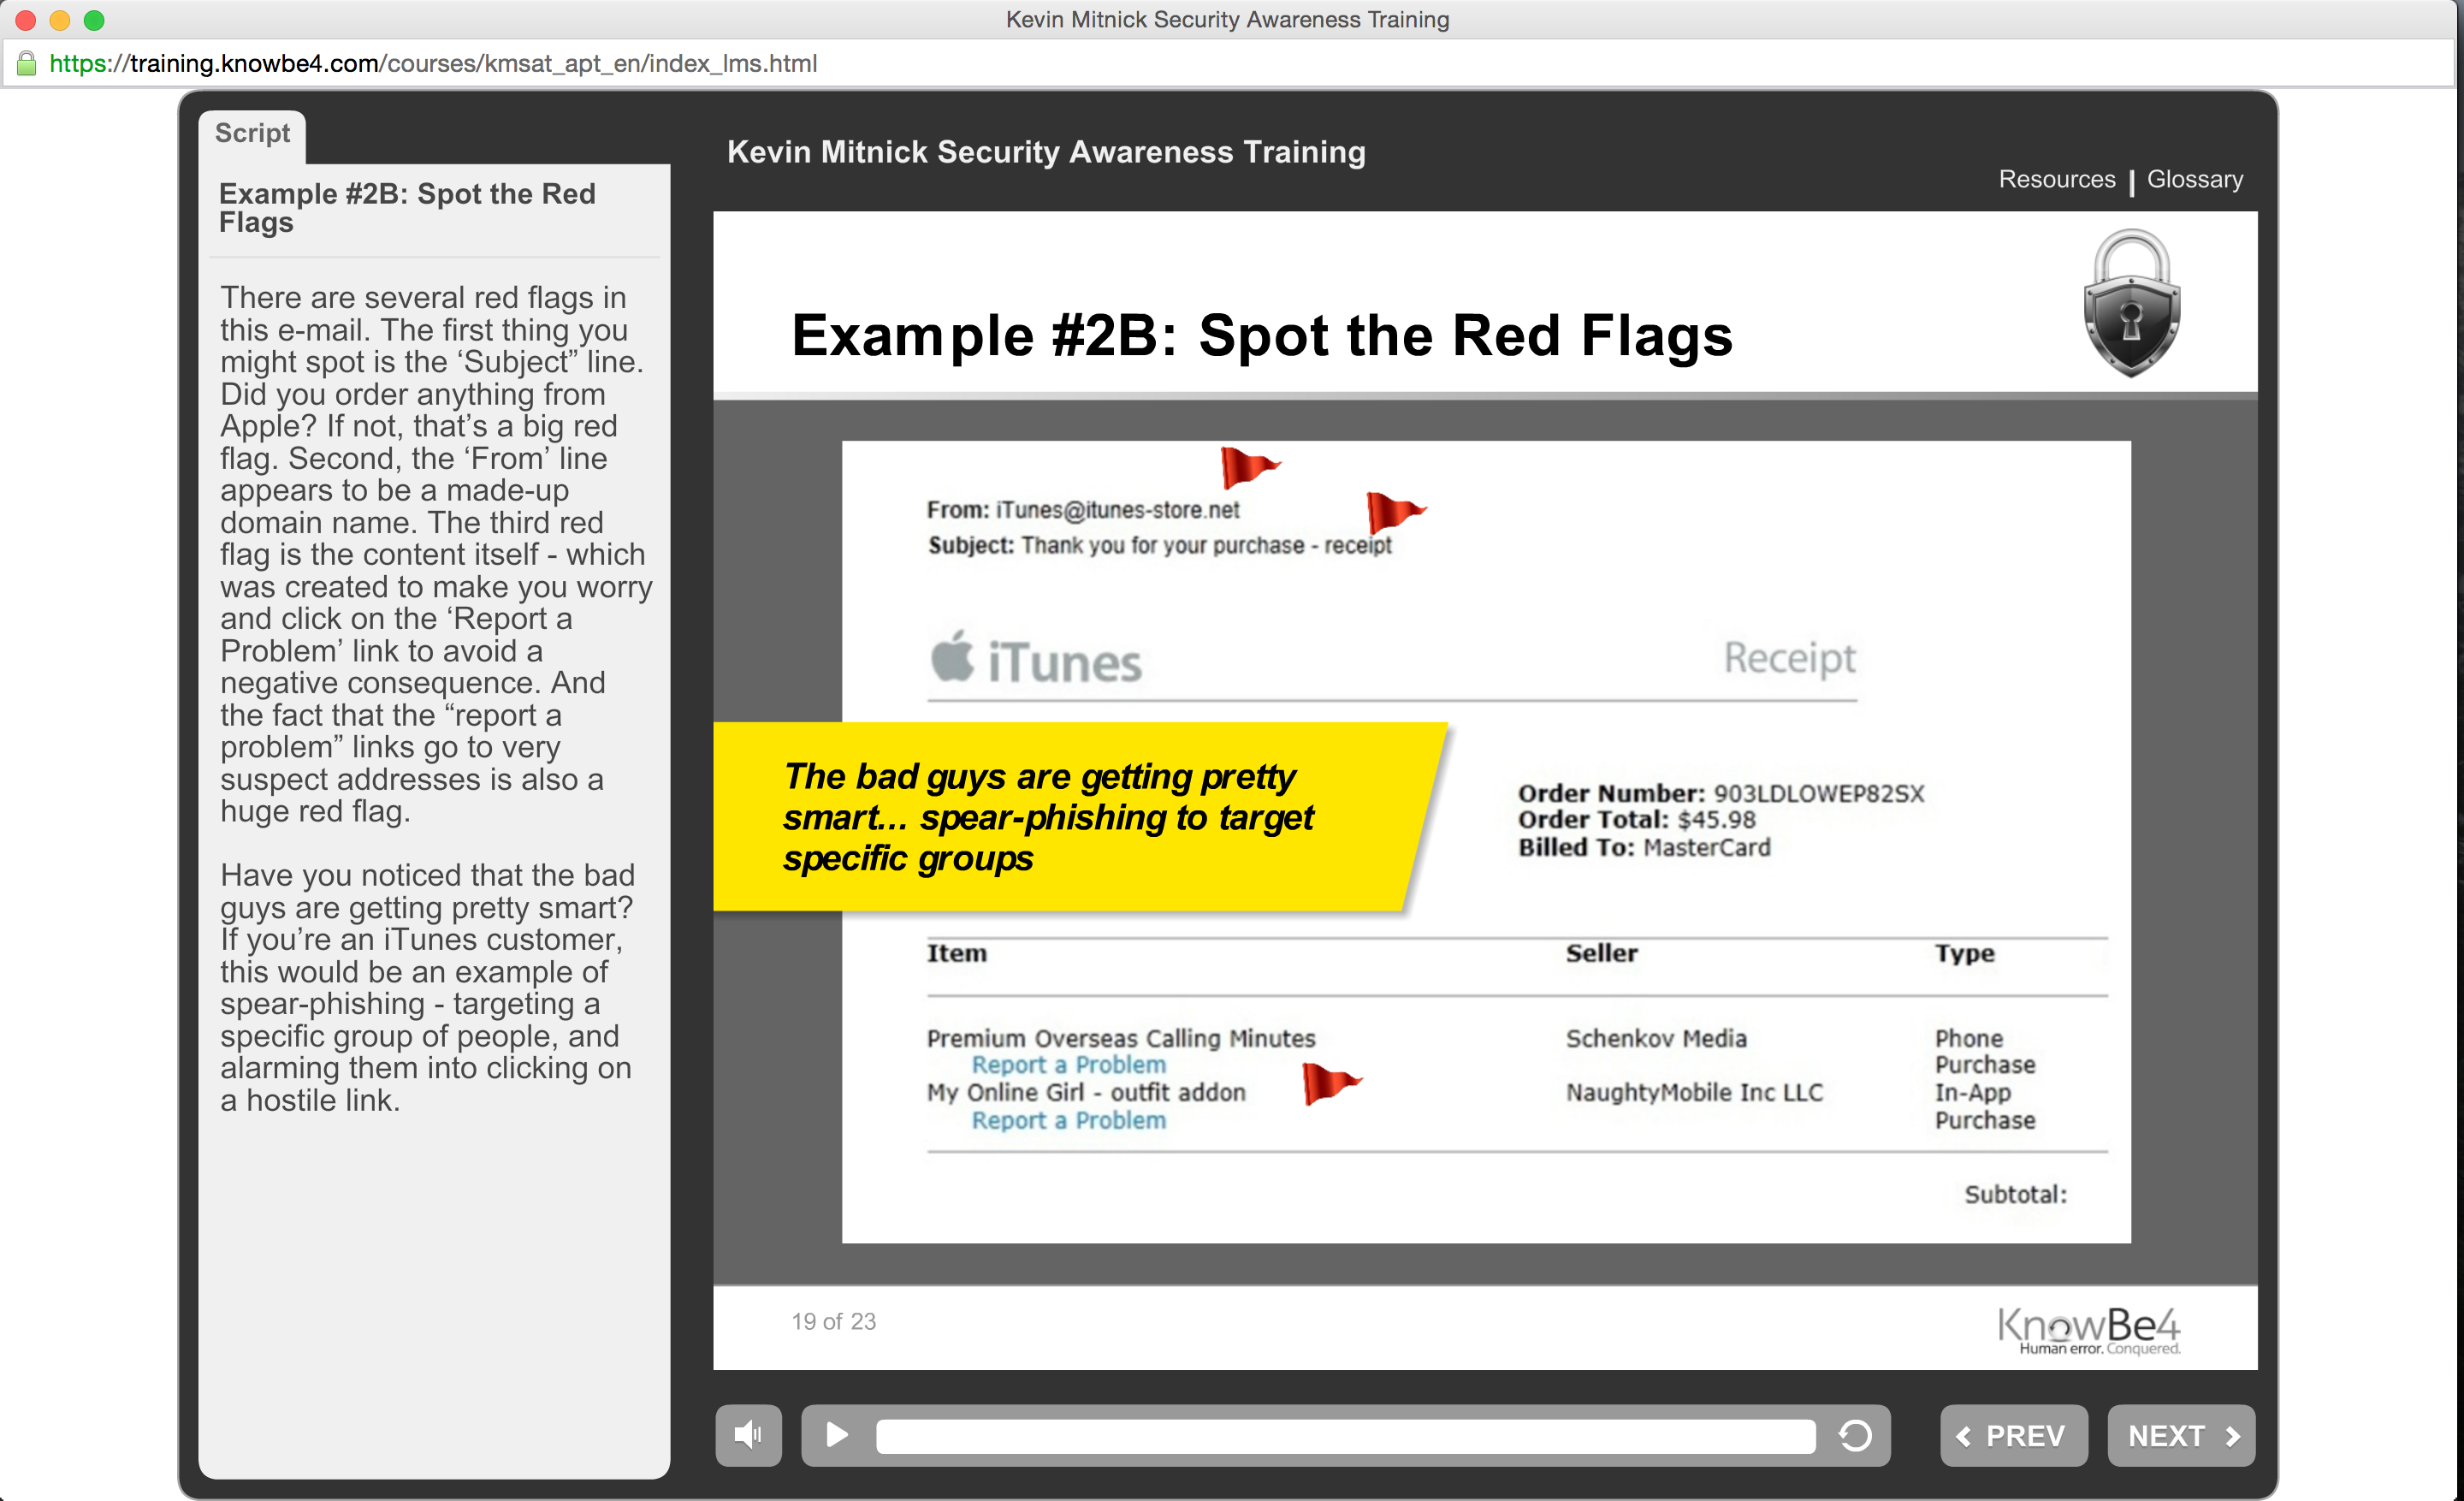 Kevin Mitnick Security Awareness Training
https://training.knowbe4.com/courses/kmsat_apt_en/index_lms.html
Script
Example #2B: Spot the Red
Flags
There are several red flags in
this e-mail. The first thing you
might spot is the ‘Subject” line.
Did you order anything from
Apple? If not, that’s a big red
flag. Second, the ‘From’ line
appears to be a made-up
domain name. The third red
flag is the content itself - which
was created to make you worry
and click on the ‘Report a
Problem’ link to avoid a
negative consequence. And
the fact that the “report a
problem” links go to very
suspect addresses is also a
huge red flag.
Have you noticed that the bad
guys are getting pretty smart?
If you’re an iTunes customer,
this would be an example of
spear-phishing - targeting a
specific group of people, and
alarming them into clicking on
a hostile link.
Kevin Mitnick Security Awareness Training
Resources | Glossary
Example #2B: Spot the Red Flags
From: iTunes@itunes-store.net
Subject: Thank you for your purchase - receipt
iTunes Receipt
The bad guys are getting pretty
smart... spear-phishing to target
specific groups
Order Number: 903LDLOWEP82SX
Order Total: $45.98
Billed To: MasterCard
Item Seller Type
Premium Overseas Calling Minutes Schenkov Media Phone
Report a Problem Purchase
My Online Girl - outfit addon NaughtyMobile Inc LLC In-App
Report a Problem Purchase
Subtotal:
19 of 23
KnowBe4
Human error. Conquered.
PREV NEXT